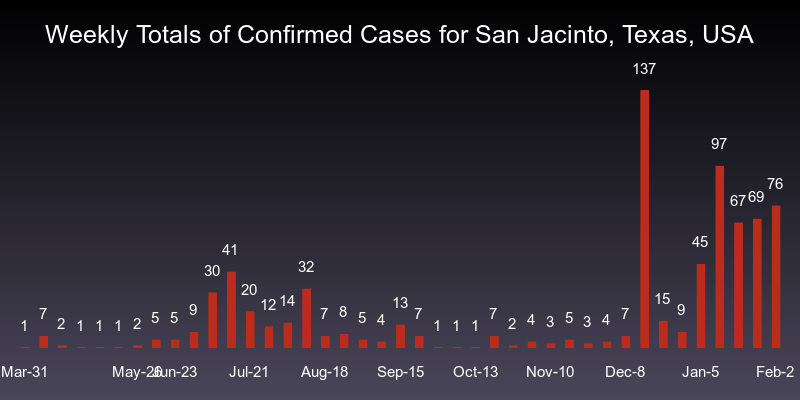 Weekly Totals of Confirmed Cases for San Jacinto, Texas, USA
1 7 2 1 1 1 2 5 5 9 30 41 20 12 14 32 7 8 5 4 13 7 1 1 1 7 2 4 3 5 3 4 7 137 15 9 45 97 67 69 76
Mar-31 May-26 Jun-23 Jul-21 Aug-18 Sep-15 Oct-13 Nov-10 Dec-8 Jan-5 Feb-2